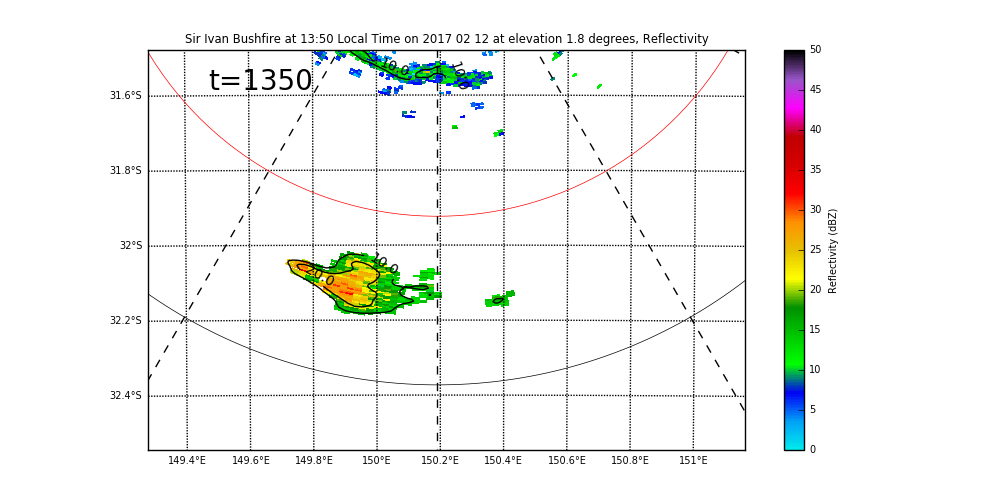 Sir Ivan Bushfire at 13:50 Local Time on 2017 02 12 at elevation 1.8 degrees, Reflectivity
t=1350
10.0
10.0
31.6°S
31.8°S
32°S
32.2°S
32.4°S
10.0
20.0
149.4°E 149.6°E 149.8°E 150°E 150.2°E 150.4°E 150.6°E 150.8°E 151°E
50
45
40
35
30
25
20
15
10
5
0
Reflectivity (dBZ)